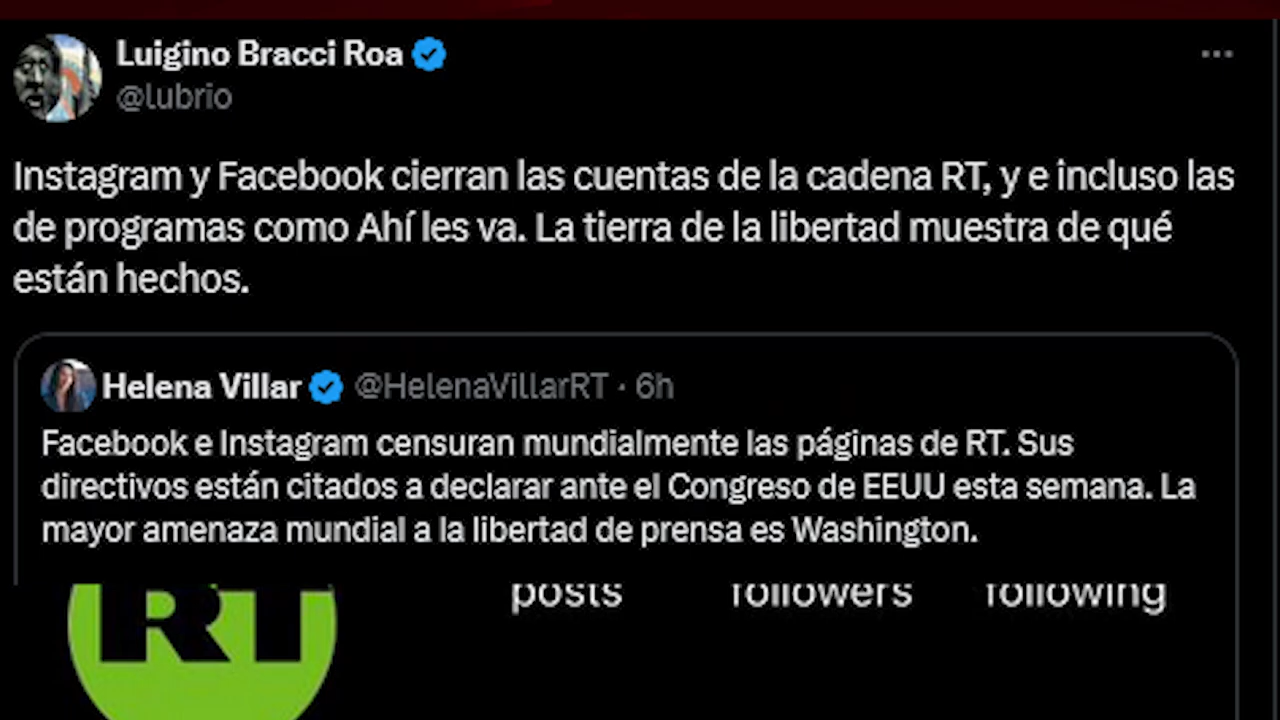 Luigino Bracci Roa
@lubrio
Instagram y Facebook cierran las cuentas de la cadena RT, y e incluso las
de programas como Ahí les va. La tierra de la libertad muestra de qué
están hechos.
Helena Villar @HelenaVillarRT · 6h
Facebook e Instagram censuran mundialmente las páginas de RT. Sus
directivos están citados a declarar ante el Congreso de EEUU esta semana. La
mayor amenaza mundial a la libertad de prensa es Washington.
RT posts followers following